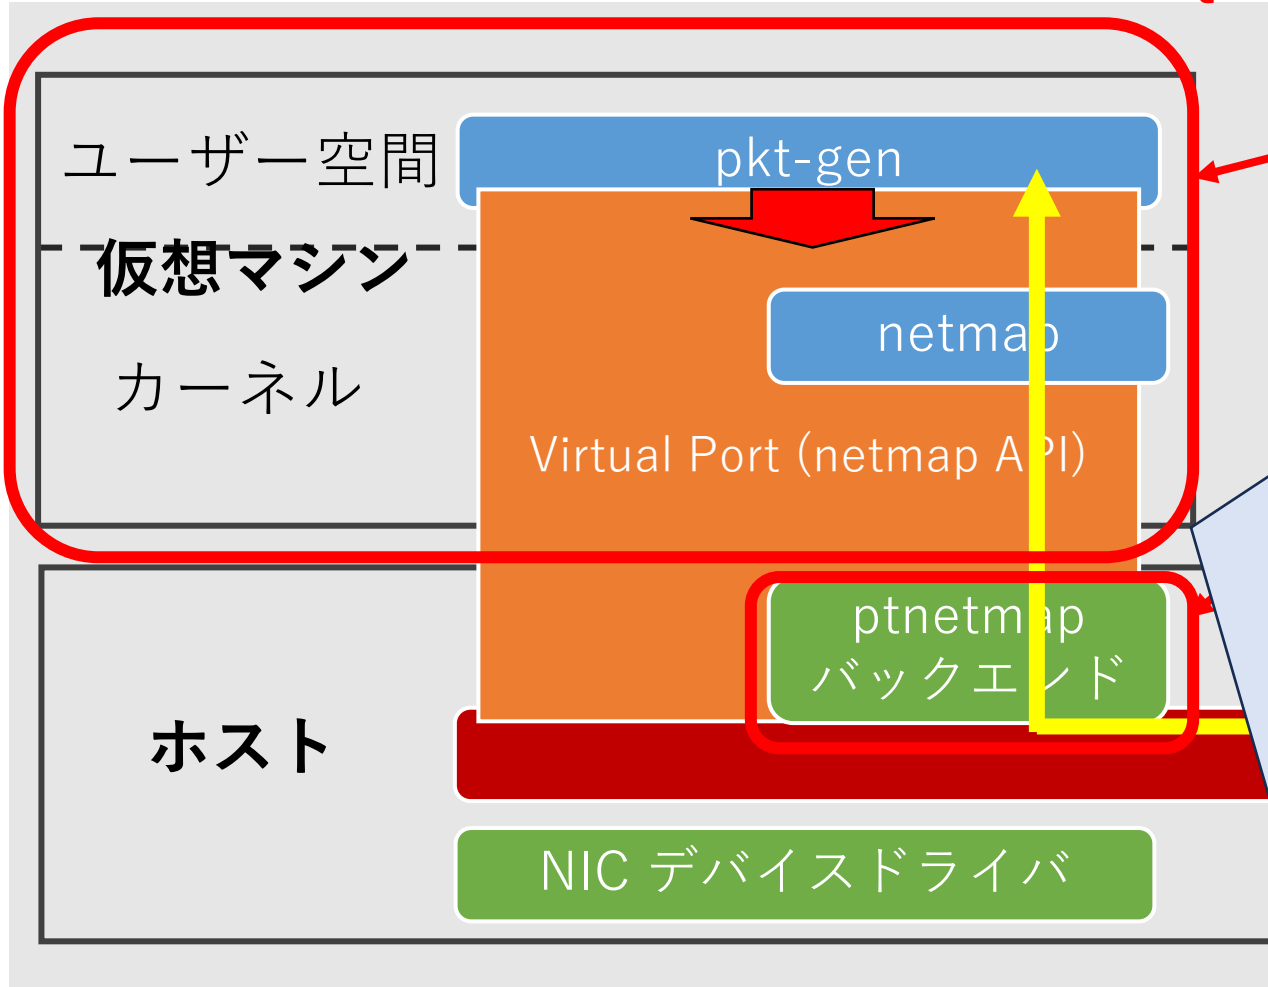 ユーザー空間
pkt-gen
仮想マシン
netmap
カーネル
Virtual Port (netmap API)
ptnetmap
バックエンド
ホスト
NIC デバイスドライバ